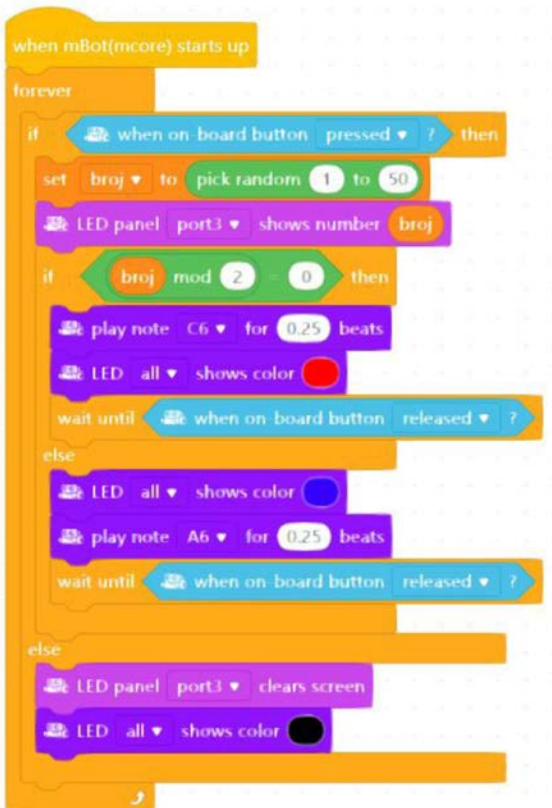 when mBot(mcore) starts up
forever
if when on-board button pressed ? then
set broj to pick random 1 to 50
LED panel port3 shows number broj
if broj mod 2 = 0 then
play note C6 for 0.25 beats
LED all shows color
wait until when on-board button released ?
else
LED all shows color
play note A6 for 0.25 beats
wait until when on-board button released ?
else
LED panel port3 clears screen
LED all shows color